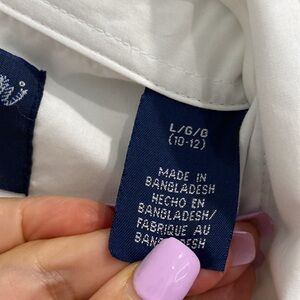 L/G/G
(10-12)
MADE IN
BANGLADESH
HECHO EN
BANGLADESH/
FABRIQUE AU
BANGLADESH